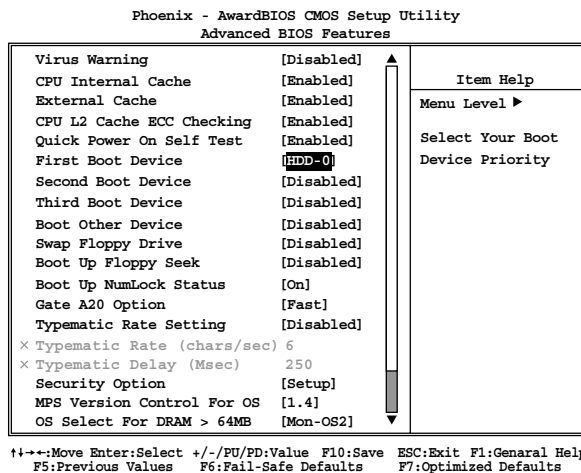 Phoenix - AwardBIOS CMOS Setup Utility
Advanced BIOS Features
Virus Warning [Disabled]
CPU Internal Cache [Enabled]
External Cache [Enabled]
CPU L2 Cache ECC Checking [Enabled]
Quick Power On Self Test [Enabled]
First Boot Device [HDD-0]
Second Boot Device [Disabled]
Third Boot Device [Disabled]
Boot Other Device [Disabled]
Swap Floppy Drive [Disabled]
Boot Up Floppy Seek [Disabled]
Boot Up NumLock Status [On]
Gate A20 Option [Fast]
Typematic Rate Setting [Disabled]
× Typematic Rate (chars/sec) 6
× Typematic Delay (Msec) 250
Security Option [Setup]
MPS Version Control For OS [1.4]
OS Select For DRAM > 64MB [Mon-OS2]
Item Help
Menu Level ▶
Select Your Boot
Device Priority
↑↓→←:Move Enter:Select +/-/PU/PD:Value F10:Save ESC:Exit F1:Genaral Help
F5:Previous Values F6:Fail-Safe Defaults F7:Optimized Defaults